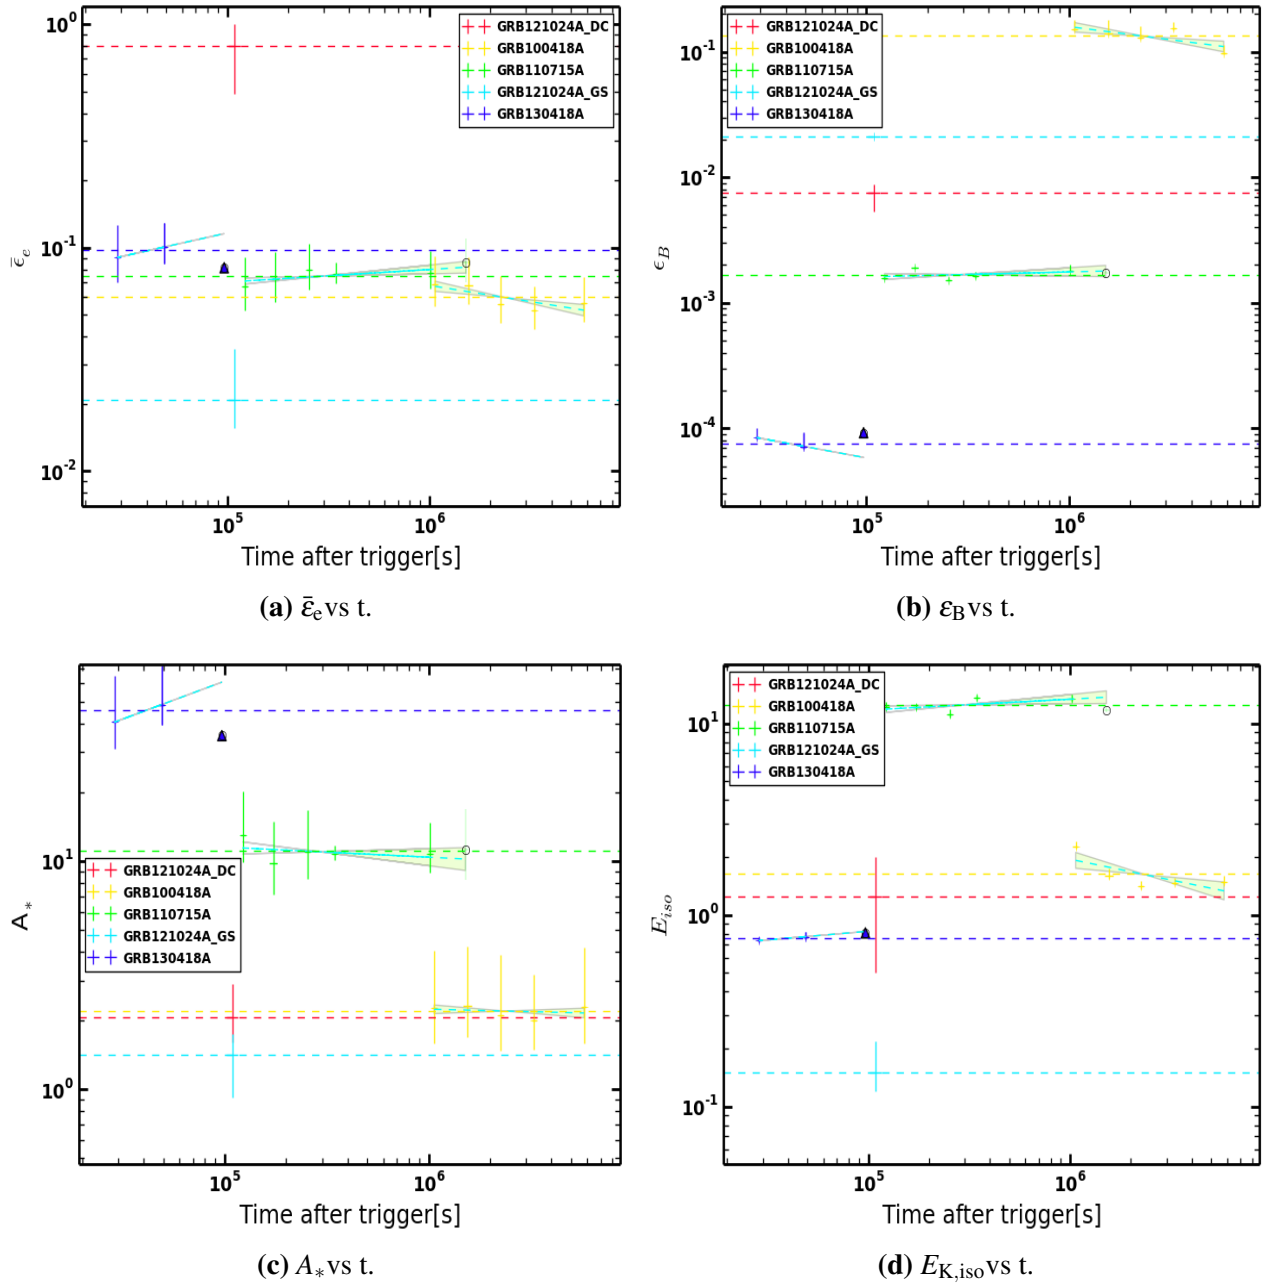 10^0
10^-1
10^-2
ϵ̄_e
GRB121024A_DC
GRB100418A
GRB110715A
GRB121024A_GS
GRB130418A
10^5
10^6
Time after trigger[s]
(a) ε̄_e vs t.
10^-1
10^-2
10^-3
10^-4
ϵ_B
GRB121024A_DC
GRB100418A
GRB110715A
GRB121024A_GS
GRB130418A
10^5
10^6
Time after trigger[s]
(b) ε_B vs t.
10^1
10^0
A_*
GRB121024A_DC
GRB100418A
GRB110715A
GRB121024A_GS
GRB130418A
10^5
10^6
Time after trigger[s]
(c) A_* vs t.
10^1
10^0
10^-1
E_iso
GRB121024A_DC
GRB100418A
GRB110715A
GRB121024A_GS
GRB130418A
10^5
10^6
Time after trigger[s]
(d) E_K,iso vs t.